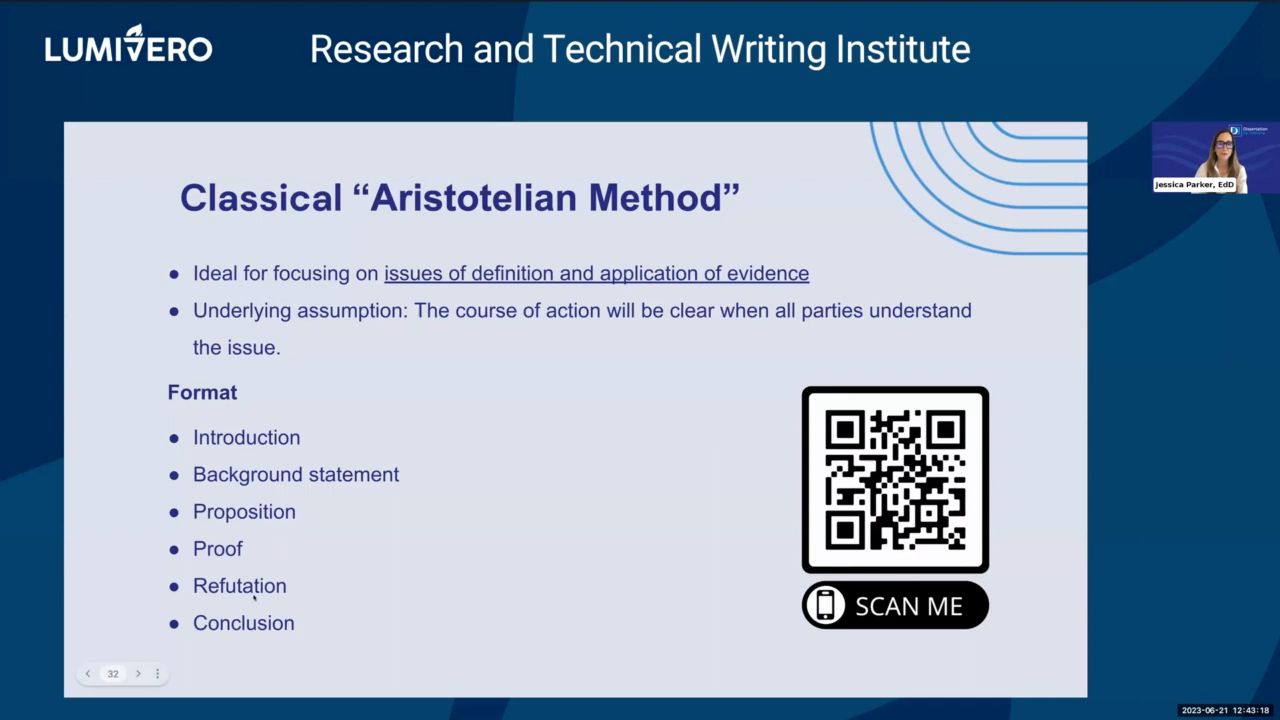 LUMIVERO
Research and Technical Writing Institute
Jessica Parker, EdD
Classical “Aristotelian Method”
● Ideal for focusing on issues of definition and application of evidence
● Underlying assumption: The course of action will be clear when all parties understand
the issue.
Format
● Introduction
● Background statement
● Proposition
● Proof
● Refutation
● Conclusion
SCAN ME
32
2023-06-21 12:43:18